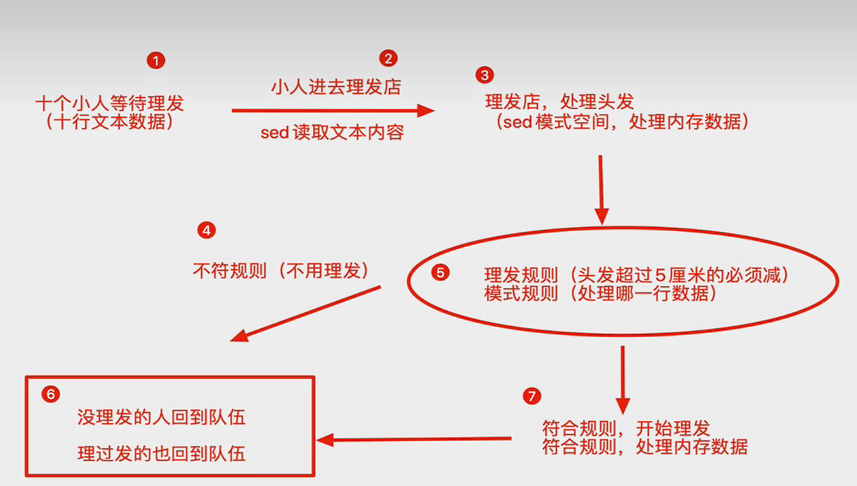 1
十个小人等待理发
（十行文本数据）
2
小人进去理发店
sed读取文本内容
3
理发店，处理头发
（sed模式空间，处理内存数据）
4
不符规则（不用理发）
5
理发规则（头发超过5厘米的必须减）
模式规则（处理哪一行数据）
6
没理发的人回到队伍
理过发的也回到队伍
7
符合规则，开始理发
符合规则，处理内存数据